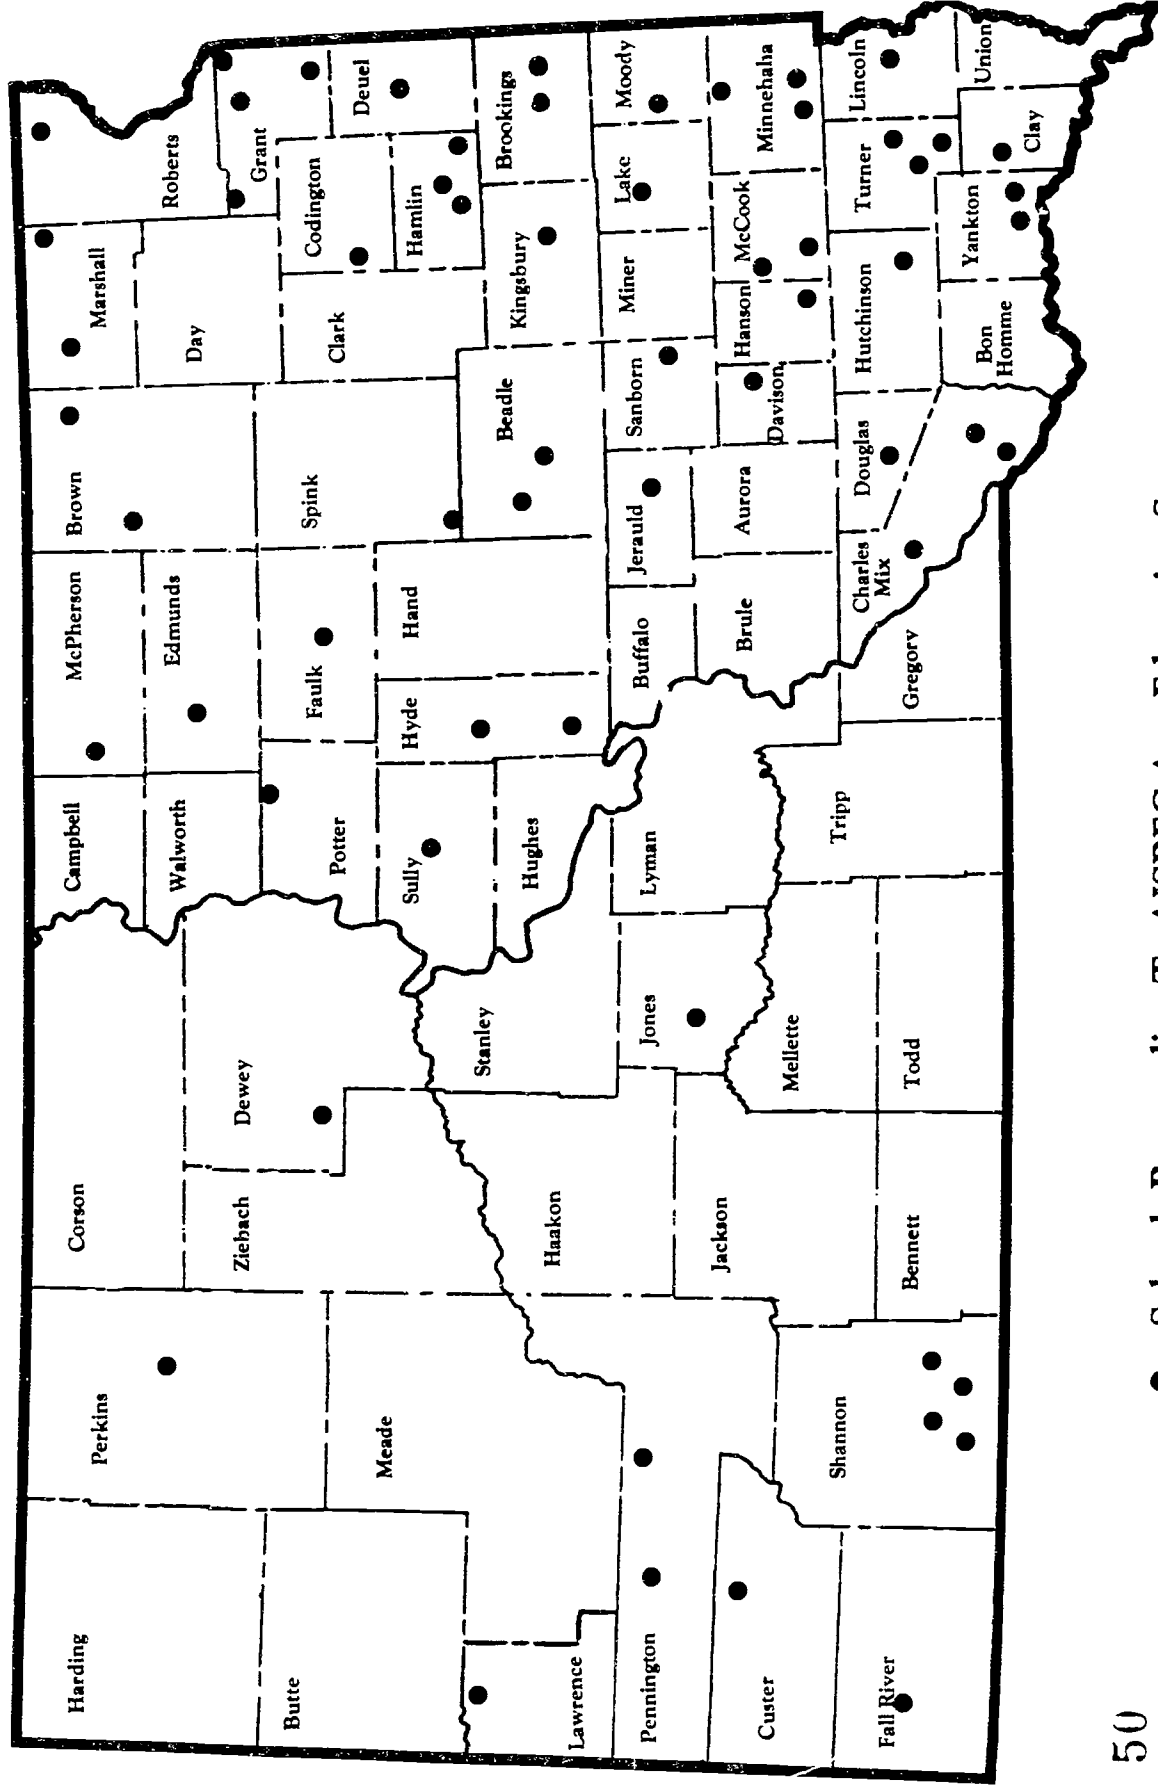 Harding
Perkins
Corson
Campbell
McPherson
Brown
Marshall
Roberts
Butte
Meade
Ziebach
Dewey
Walworth
Edmunds
Day
Grant
Potter
Faulk
Spink
Clark
Codington
Deuel
Sully
Hyde
Hand
Hamlin
Lawrence
Haakon
Stanley
Hughes
Beadle
Kingsbury
Brookings
Pennington
Jones
Lyman
Buffalo
Jerauld
Sanborn
Miner
Lake
Moody
Custer
Jackson
Mellette
Brule
Aurora
Davison
Hanson
McCook
Minnehaha
Shannon
Tripp
Charles
Mix
Douglas
Hutchinson
Turner
Lincoln
Fall River
Bennett
Todd
Gregory
Bon
Homme
Yankton
Clay
Union
50